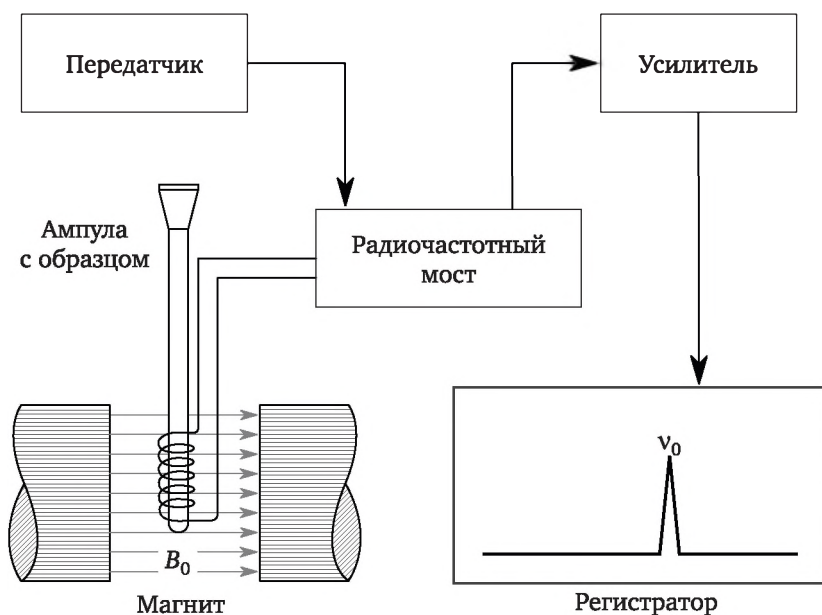 Передатчик
Усилитель
Ампула
с образцом
Радиочастотный
мост
ν₀
B₀
Магнит
Регистратор